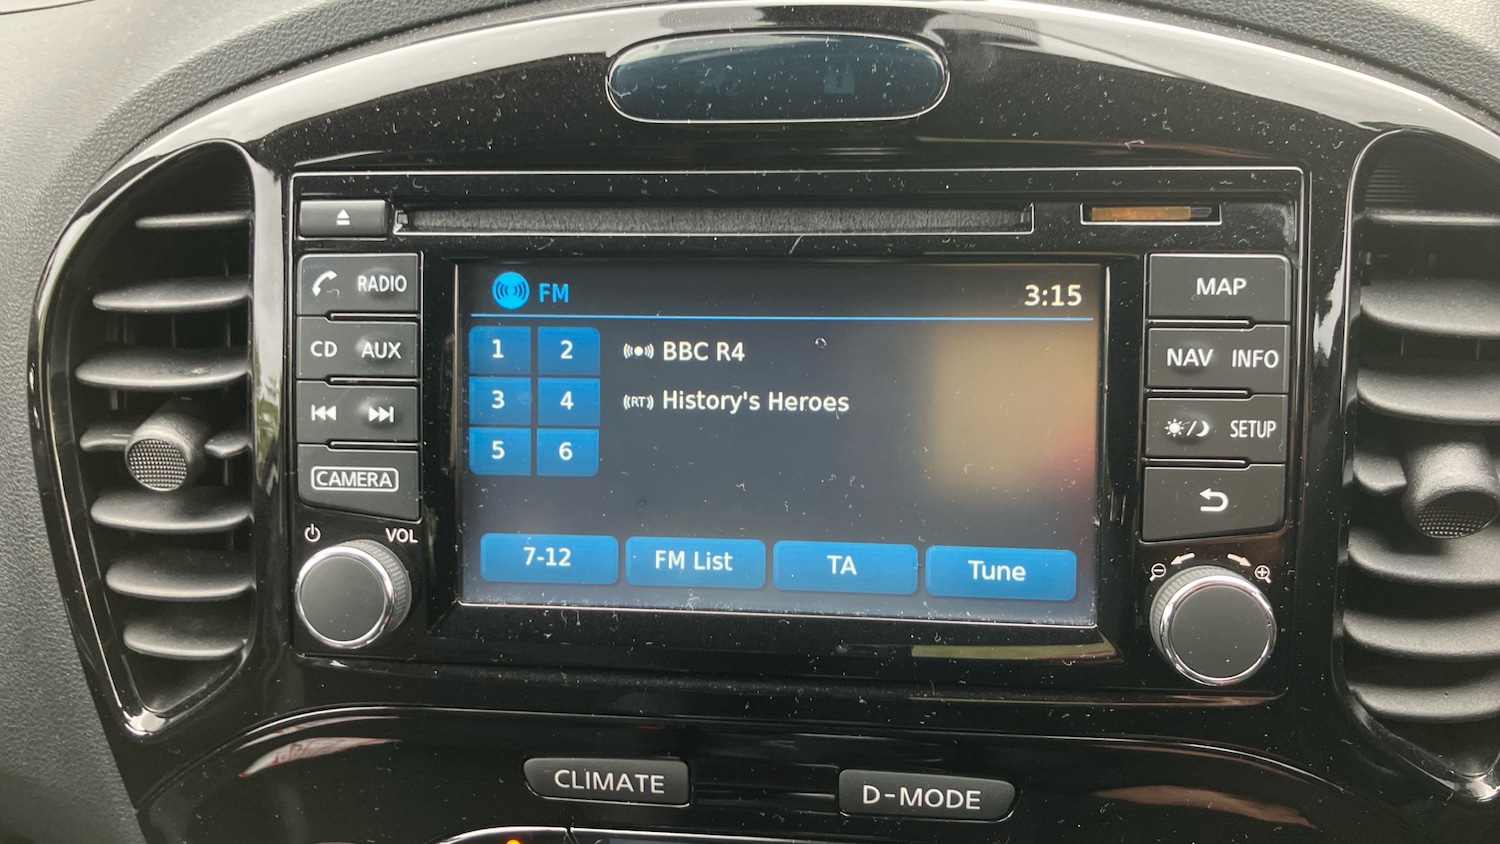 FM
3:15
1 2
BBC R4
3 4
(RT) History's Heroes
5 6
7-12 FM List TA Tune
RADIO
CD AUX
CAMERA
VOL
MAP
NAV INFO
SETUP
CLIMATE
D-MODE